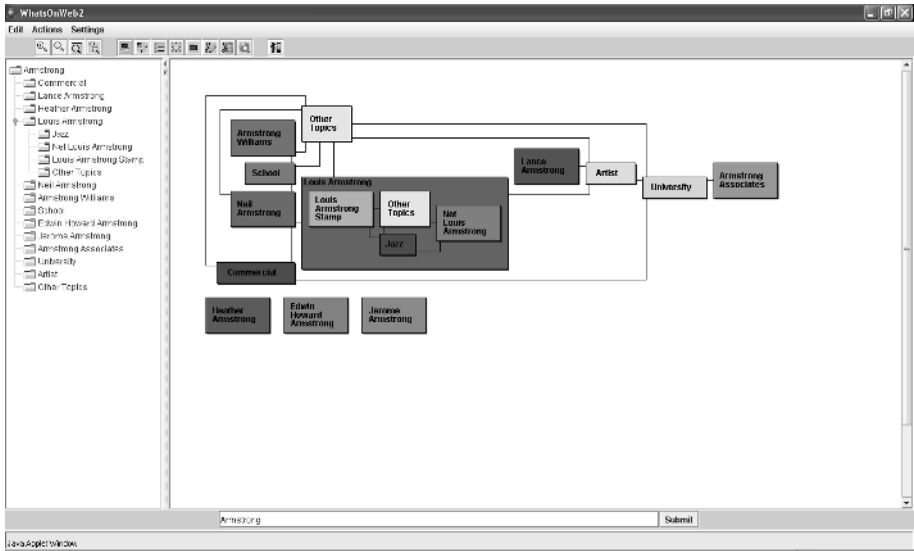 WhatsOnWeb2
Edit Actions Settings
Armstrong
Commercial
Lance Armstrong
Heather Armstrong
Louis Armstrong
Jazz
Net Louis Armstrong
Louis Armstrong Stamp
Other Topics
Neil Armstrong
Armstrong Williams
School
Edwin Howard Armstrong
Jerome Armstrong
Armstrong Associates
University
Artist
Other Topics
Other
Topics
Armstrong
Williams
School
Neil
Armstrong
Louis Armstrong
Louis
Armstrong
Stamp
Other
Topics
Net
Louis
Armstrong
Jazz
Commercial
Lance
Armstrong
Artist
University
Armstrong
Associates
Heather
Armstrong
Edwin
Howard
Armstrong
Jerome
Armstrong
Armstrong
Submit
Java Applet Window